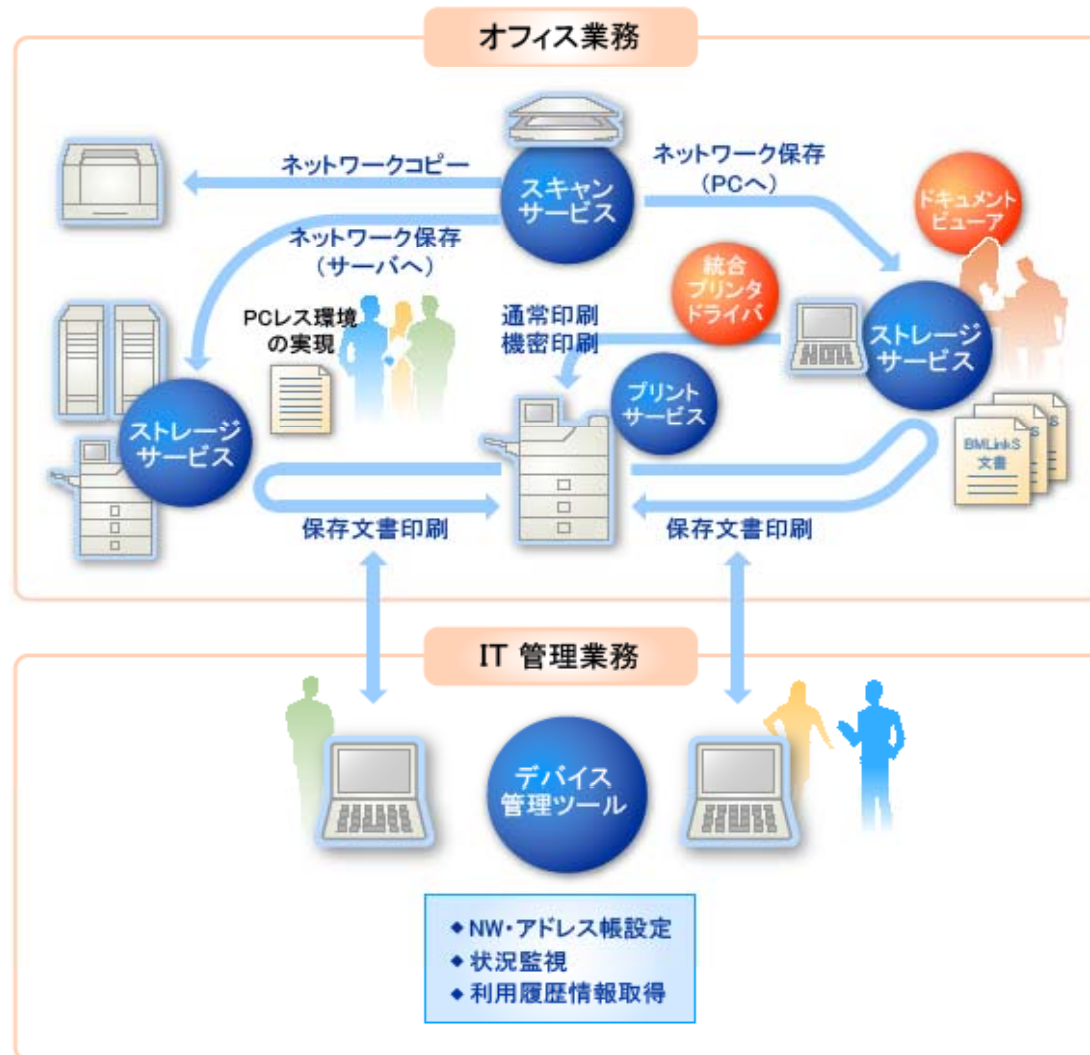 オフィス業務
ネットワークコピー
スキャン
サービス
ネットワーク保存
(PCへ)
ドキュメント
ビューア
ネットワーク保存
(サーバへ)
統合
プリンタ
ドライバ
PCレス環境
の実現
通常印刷
機密印刷
ストレージ
サービス
プリント
サービス
ストレージ
サービス
BMLinkS
文書
保存文書印刷
保存文書印刷
IT 管理業務
デバイス
管理ツール
◆NW・アドレス帳設定
◆状況監視
◆利用履歴情報取得